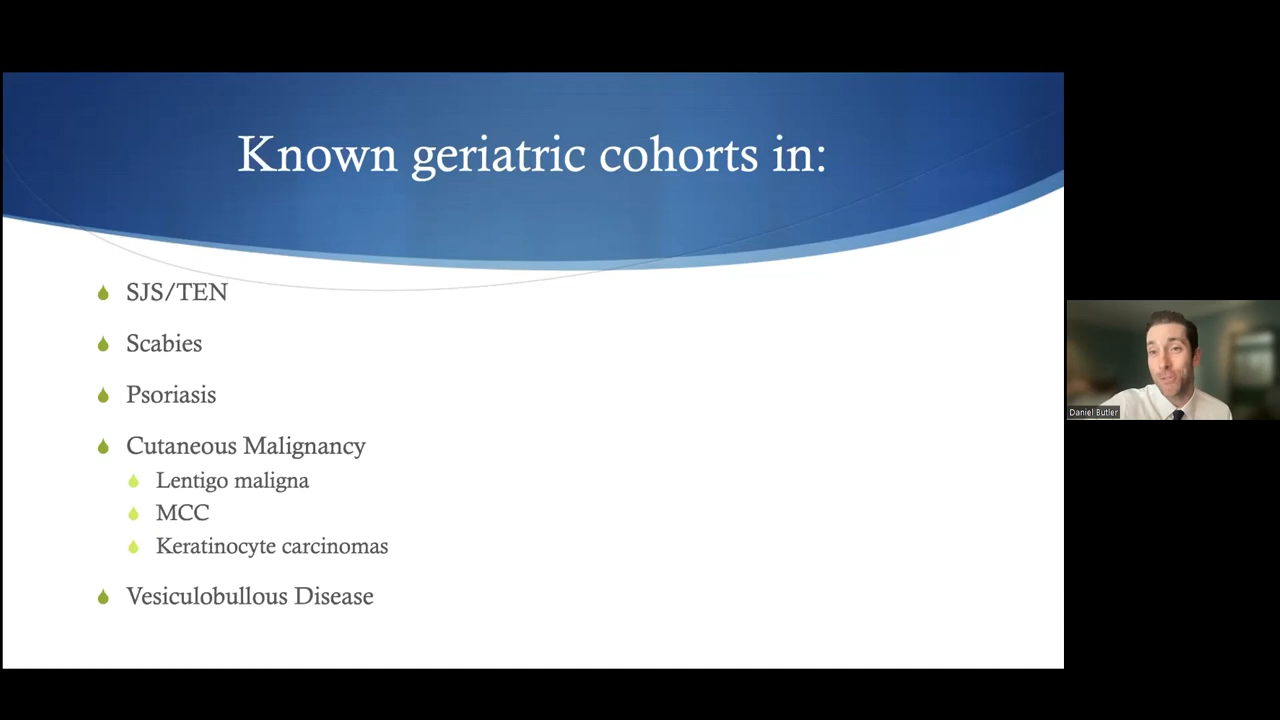 Known geriatric cohorts in:
SJS/TEN
Scabies
Psoriasis
Cutaneous Malignancy
Lentigo maligna
MCC
Keratinocyte carcinomas
Vesiculobullous Disease
Daniel Butler